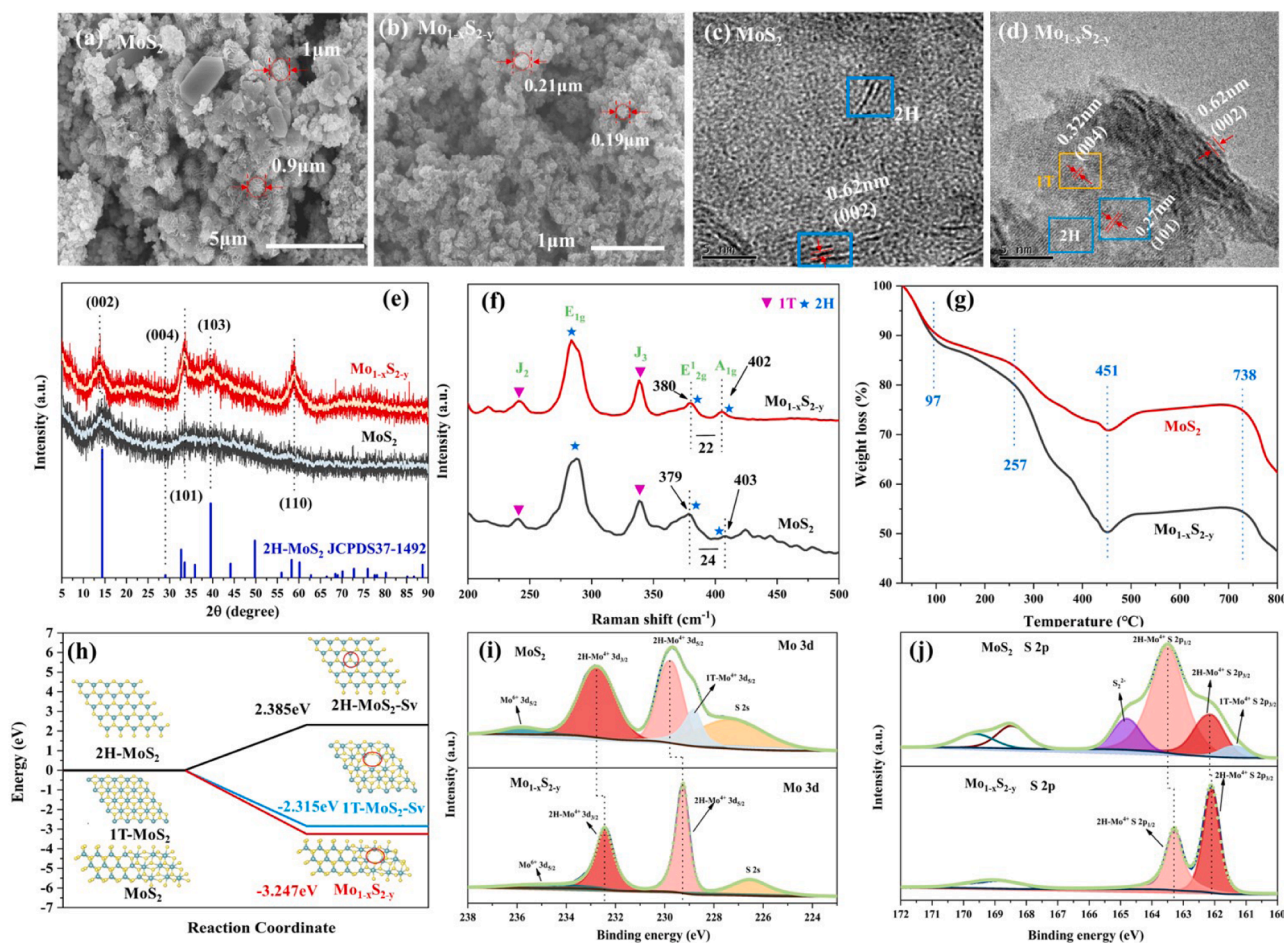 (a) MoS2
1μm
0.9μm
5μm
(b) Mo1-xS2-y
0.21μm
0.19μm
1μm
(c) MoS2
2H
0.62nm
(002)
5 nm
(d) Mo1-xS2-y
0.32nm
(004)
0.62nm
(002)
1T
2H
0.27nm
(101)
5 nm
(e)
(002)
(004)
(103)
Mo1-xS2-y
MoS2
(101)
(110)
2H-MoS2 JCPDS37-1492
Intensity (a.u.)
5 10 15 20 25 30 35 40 45 50 55 60 65 70 75 80 85 90
2θ (degree)
(f)
1T 2H
E1g
J2
J3
E12g
A1g
380
402
Mo1-xS2-y
22
379
403
MoS2
24
Intensity (a.u.)
200 250 300 350 400 450 500
Raman shift (cm-1)
(g)
100
90
80
70
60
50
40
97
257
451
738
MoS2
Mo1-xS2-y
Weight loss (%)
100 200 300 400 500 600 700 800
Temperature (°C)
(h)
7
6
5
4
3
2
1
0
-1
-2
-3
-4
-5
-6
-7
Energy (eV)
2H-MoS2
2.385eV
2H-MoS2-Sv
1T-MoS2
-2.315eV
1T-MoS2-Sv
MoS2
-3.247eV
Mo1-xS2-y
Reaction Coordinate
(i)
MoS2
Mo 3d
2H-Mo4+ 3d3/2
2H-Mo4+ 3d5/2
1T-Mo4+ 3d5/2
Mo6+ 3d5/2
S 2s
Mo1-xS2-y
Mo 3d
2H-Mo4+ 3d3/2
2H-Mo4+ 3d5/2
Mo6+ 3d5/2
S 2s
Intensity (a.u.)
238 236 234 232 230 228 226 224
Binding energy (eV)
(j)
MoS2 S 2p
2H-Mo4+ S 2p1/2
2H-Mo4+ S 2p3/2
S22-
1T-Mo4+ S 2p3/2
Mo1-xS2-y S 2p
2H-Mo4+ S 2p3/2
2H-Mo4+ S 2p1/2
Intensity (a.u.)
172 171 170 169 168 167 166 165 164 163 162 161 160
Binding energy (eV)